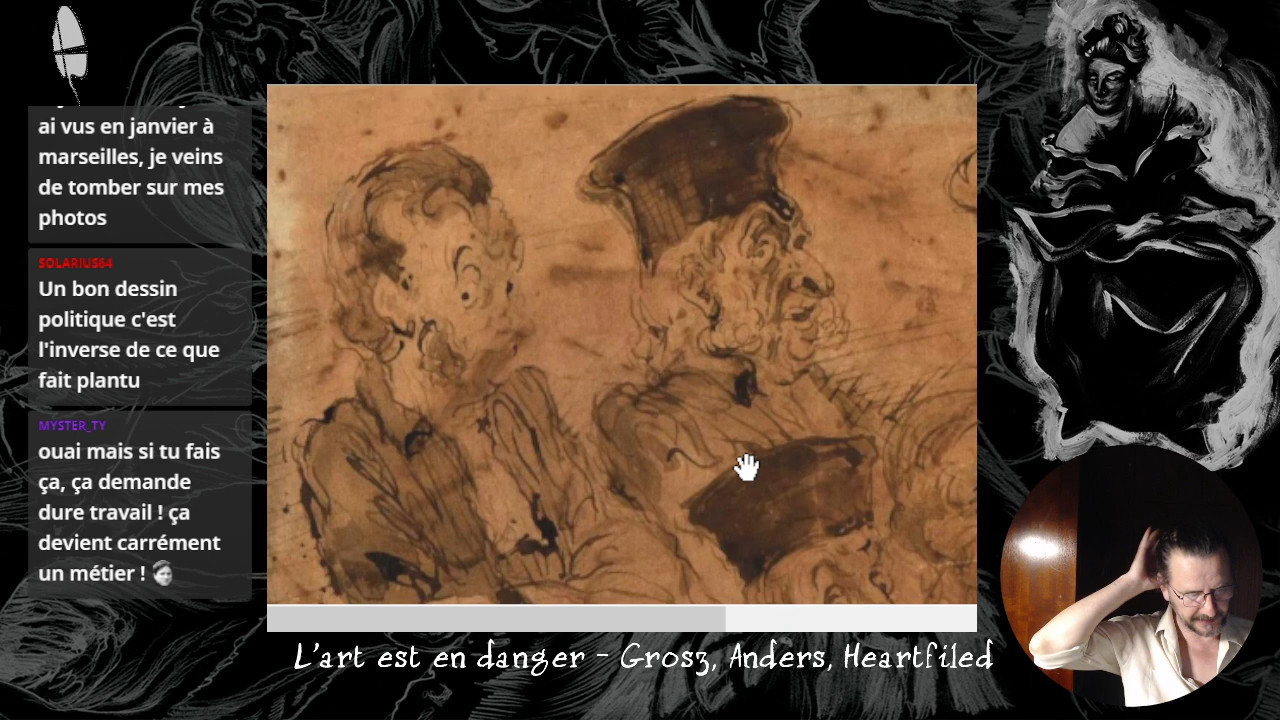 ai vus en janvier à
marseilles, je veins
de tomber sur mes
photos
SOLARIUS64
Un bon dessin
politique c'est
l'inverse de ce que
fait plantu
MYSTER_TY
ouai mais si tu fais
ça, ça demande
dure travail ! ça
devient carrément
un métier !
L'art est en danger - Grosz, Anders, Heartfiled